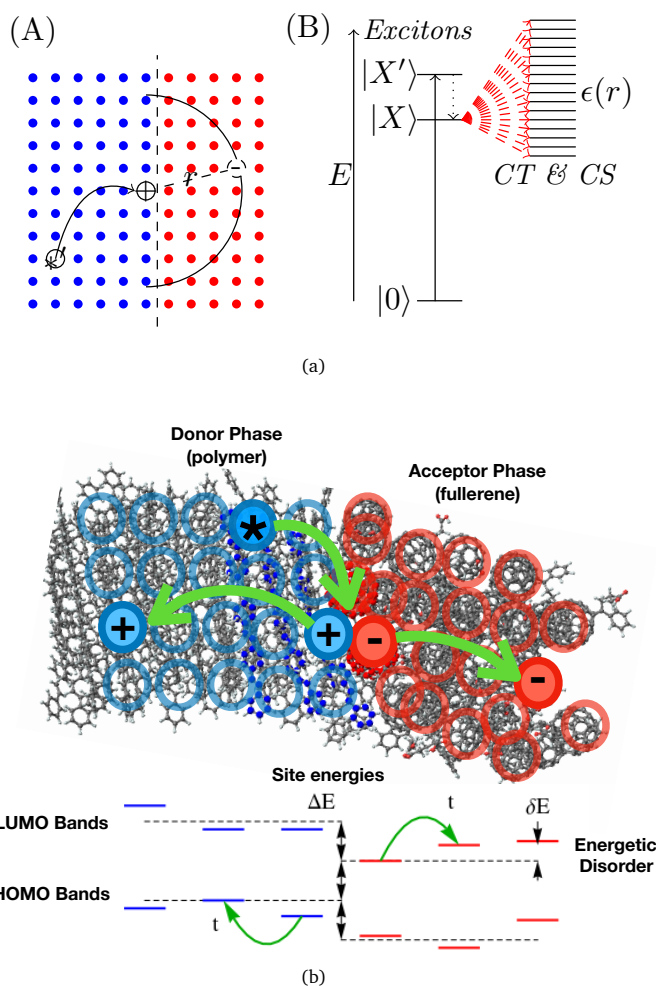 (A)
r
+
-
*'
(B)
Excitons
|X'⟩
|X⟩
ϵ(r)
E
CT & CS
|0⟩
(a)
Donor Phase
(polymer)
Acceptor Phase
(fullerene)
*
+
+
-
-
Site energies
ΔE
t
δE
LUMO Bands
Energetic
Disorder
HOMO Bands
t
(b)